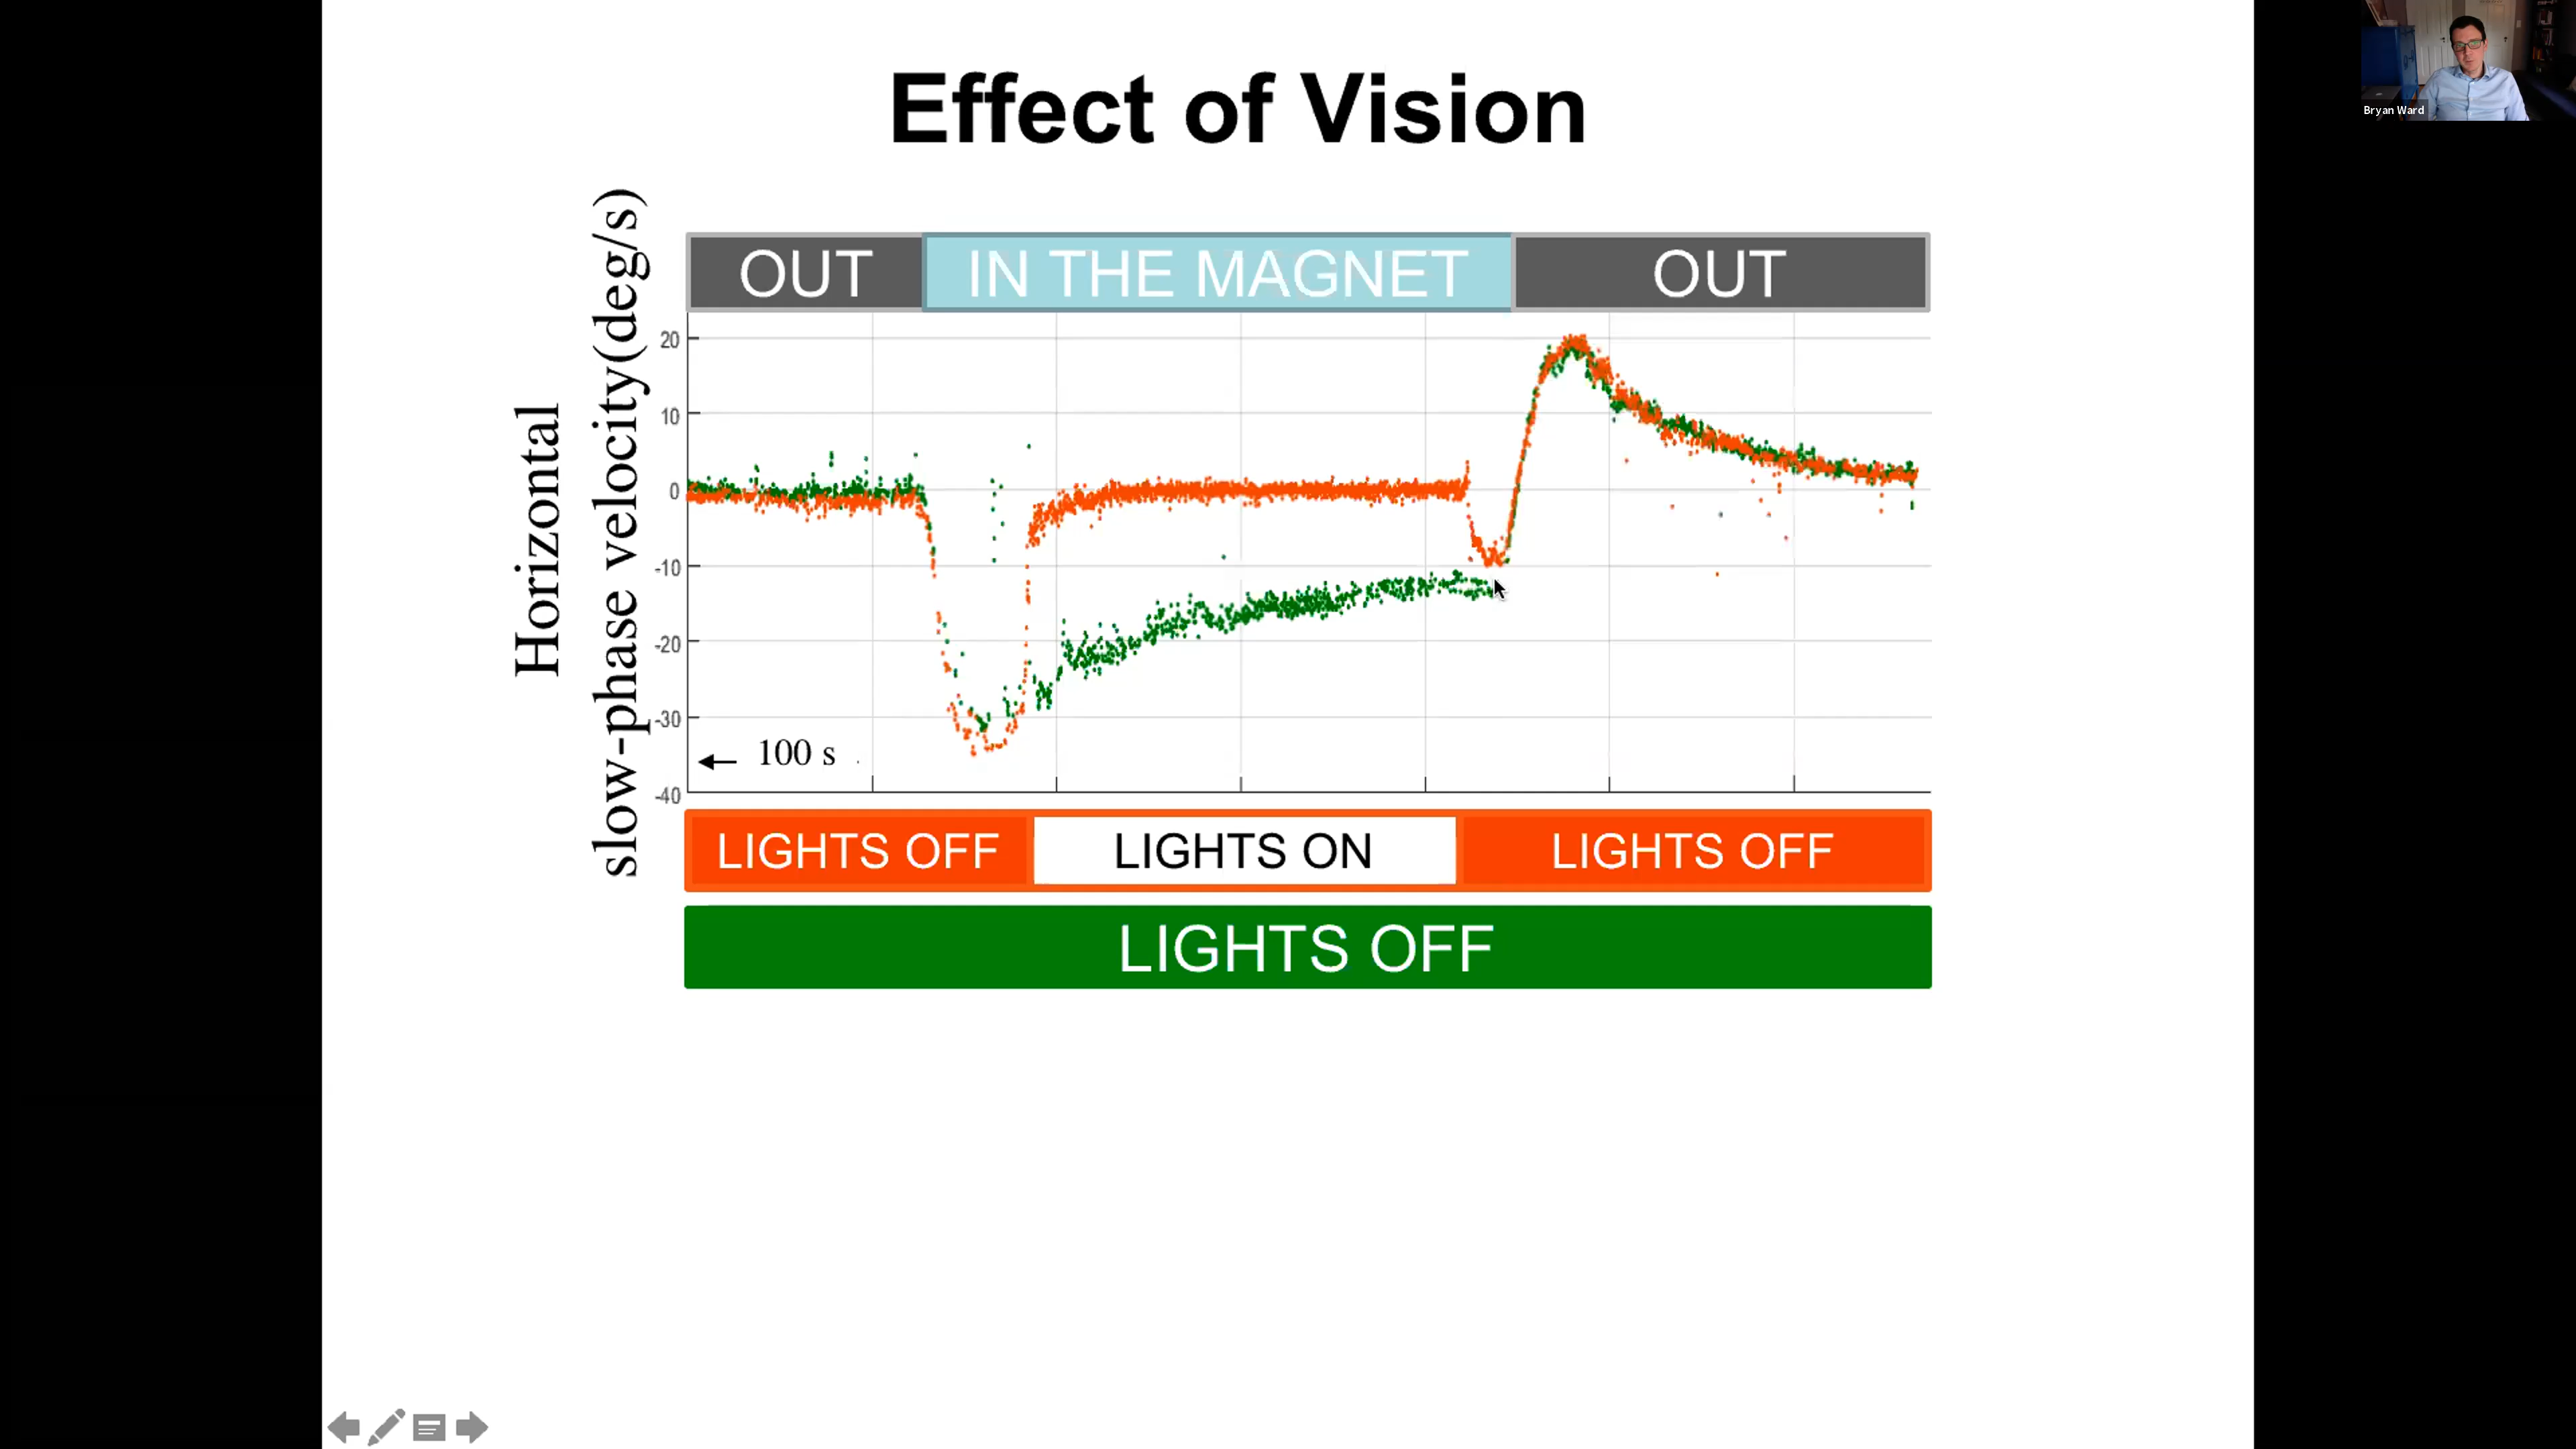 Effect of Vision
Bryan Ward
OUT
IN THE MAGNET
OUT
Horizontal
slow-phase velocity(deg/s)
20
10
0
-10
-20
-30
-40
100 s
LIGHTS OFF
LIGHTS ON
LIGHTS OFF
LIGHTS OFF